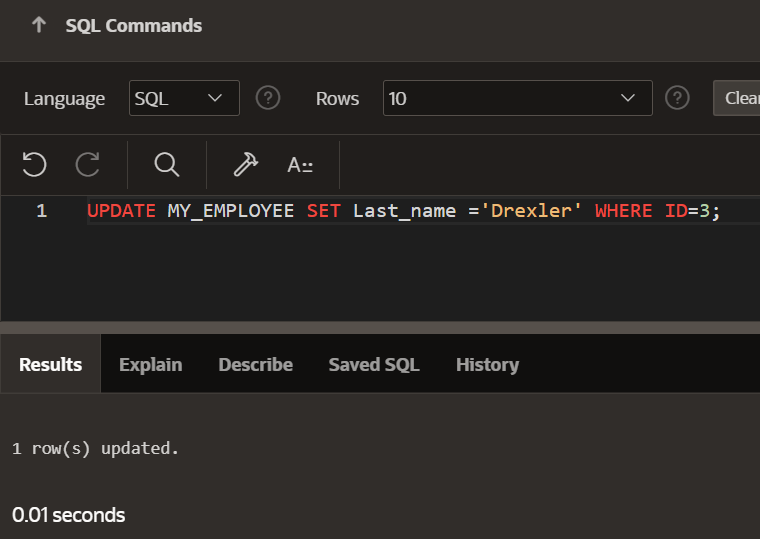 SQL Commands
Language SQL ? Rows 10 ? Clear
A::
1 UPDATE MY_EMPLOYEE SET Last_name ='Drexler' WHERE ID=3;
Results Explain Describe Saved SQL History
1 row(s) updated.
0.01 seconds